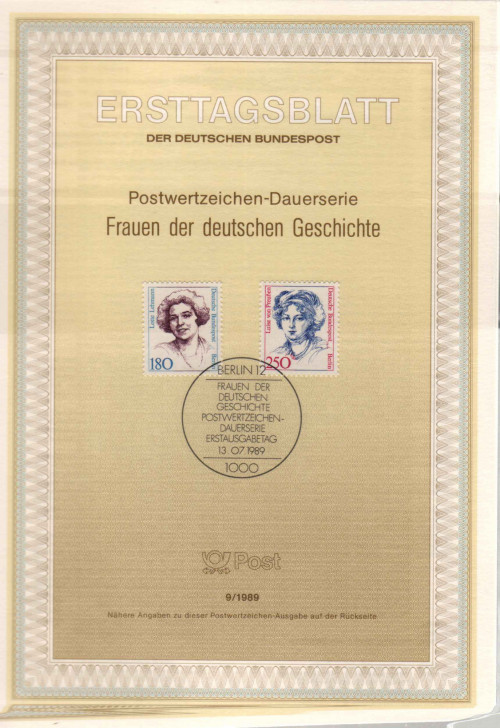 ERSTTAGSBLATT
DER DEUTSCHEN BUNDESPOST
Postwertzeichen-Dauerserie
Frauen der deutschen Geschichte
Lotte Lehmann
Deutsche Bundespost
Berlin
180
Luise von Preußen
Deutsche Bundespost
Berlin
250
BERLIN 12
FRAUEN DER
DEUTSCHEN
GESCHICHTE
POSTWERTZEICHEN-
DAUERSERIE
ERSTAUSGABETAG
13.07.1989
1000
Post
9/1989
Nähere Angaben zu dieser Postwertzeichen-Ausgabe auf der Rückseite